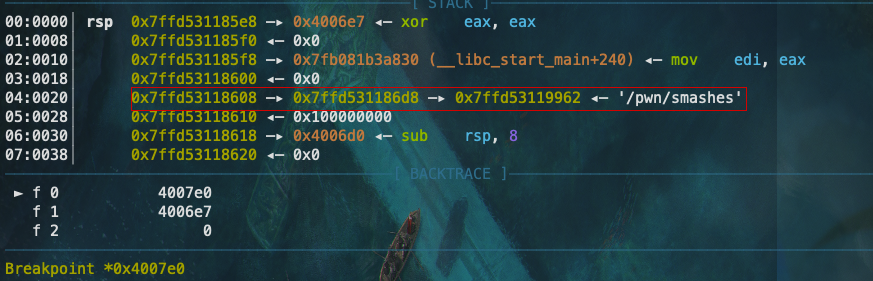 [ STACK ]
00:0000│ rsp 0x7ffd531185e8 —▸ 0x4006e7 ◂— xor eax, eax
01:0008│ 0x7ffd531185f0 ◂— 0x0
02:0010│ 0x7ffd531185f8 —▸ 0x7fb081b3a830 (__libc_start_main+240) ◂— mov edi, eax
03:0018│ 0x7ffd53118600 ◂— 0x0
04:0020│ 0x7ffd53118608 —▸ 0x7ffd531186d8 —▸ 0x7ffd53119962 ◂— '/pwn/smashes'
05:0028│ 0x7ffd53118610 ◂— 0x100000000
06:0030│ 0x7ffd53118618 —▸ 0x4006d0 ◂— sub rsp, 8
07:0038│ 0x7ffd53118620 ◂— 0x0
[ BACKTRACE ]
► f 0 4007e0
f 1 4006e7
f 2 0
Breakpoint *0x4007e0